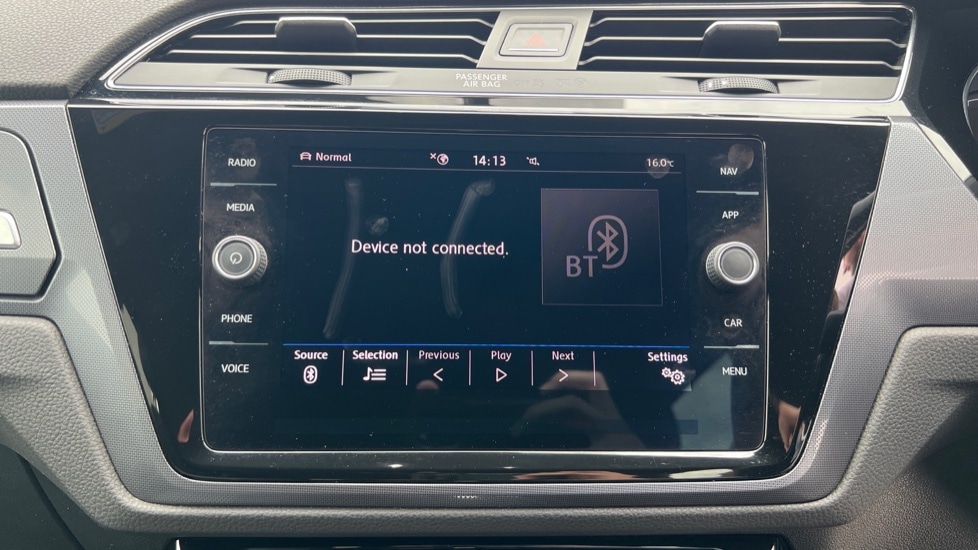 PASSENGER
AIR BAG
RADIO
MEDIA
PHONE
VOICE
Normal
14:13
16.0°C
Device not connected.
BT
Source
Selection
Previous
Play
Next
Settings
NAV
APP
CAR
MENU